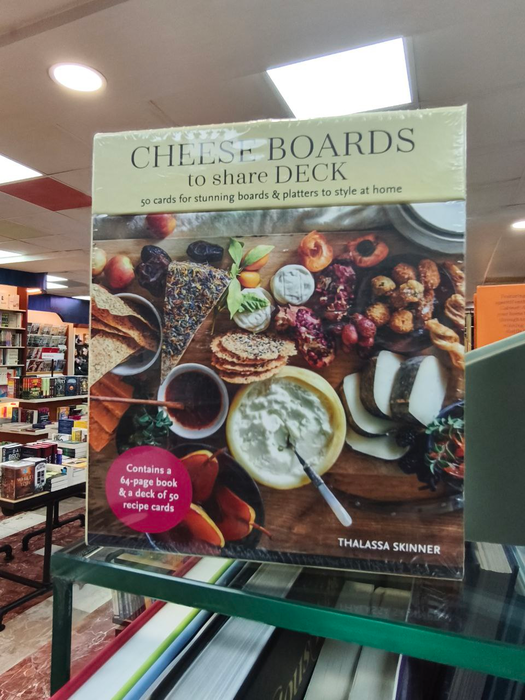 CHEESE BOARDS
to share DECK
50 cards for stunning boards & platters to style at home
Contains a
64-page book
& a deck of 50
recipe cards
THALASSA SKINNER